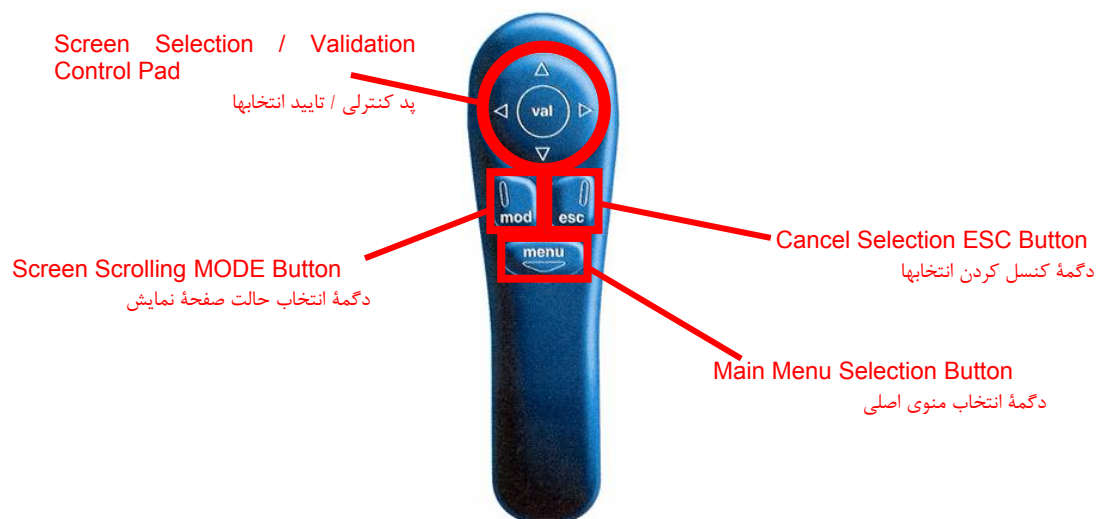 Screen Selection / Validation
Control Pad
پد کنترلی / تایید انتخابها
val
mod
esc
menu
Screen Scrolling MODE Button
دگمهٔ انتخاب حالت صفحهٔ نمایش
Cancel Selection ESC Button
دگمهٔ کنسل کردن انتخابها
Main Menu Selection Button
دگمهٔ انتخاب منوی اصلی